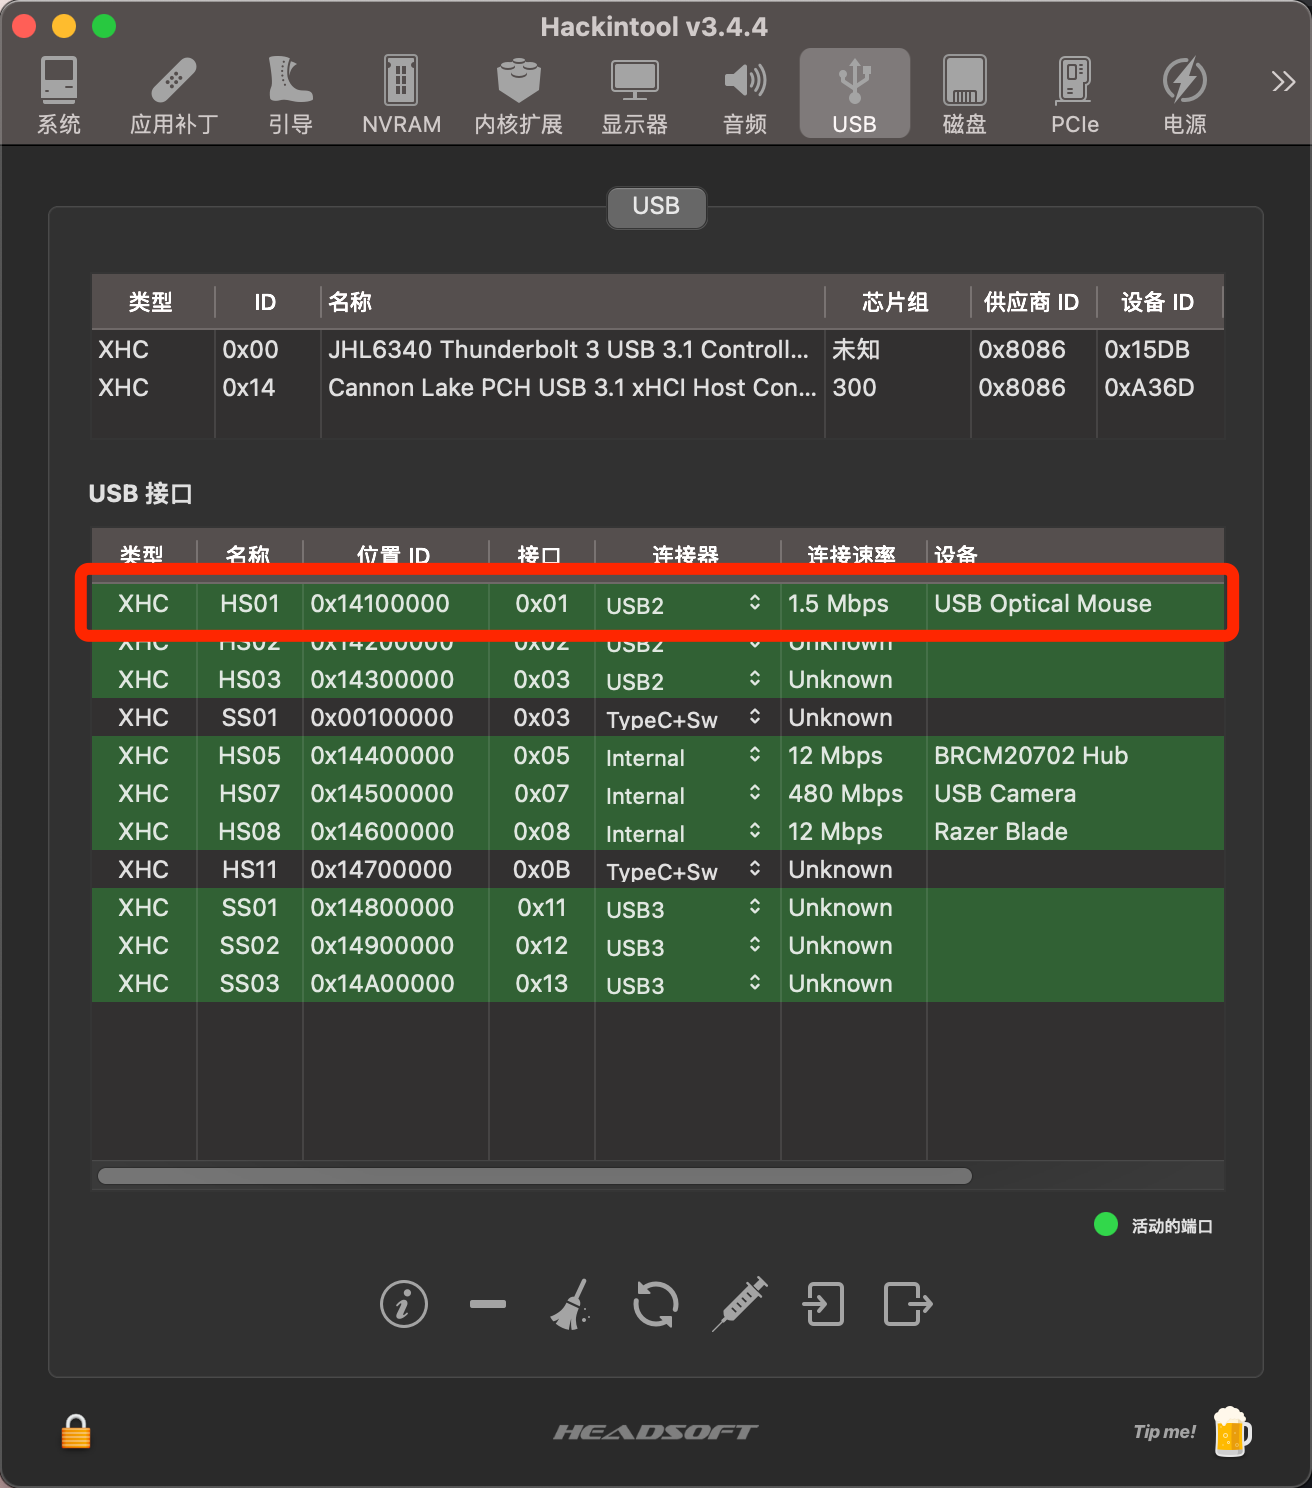 Hackintool v3.4.4
系统 应用补丁 引导 NVRAM 内核扩展 显示器 音频 USB 磁盘 PCIe 电源
USB
类型 ID 名称 芯片组 供应商 ID 设备 ID
XHC 0x00 JHL6340 Thunderbolt 3 USB 3.1 Controll... 未知 0x8086 0x15DB
XHC 0x14 Cannon Lake PCH USB 3.1 xHCI Host Con... 300 0x8086 0xA36D
USB 接口
类型 名称 位置 ID 接口 连接器 连接速率 设备
XHC HS01 0x14100000 0x01 USB2 1.5 Mbps USB Optical Mouse
XHC HS02 0x14200000 0x02 USB2 Unknown
XHC HS03 0x14300000 0x03 USB2 Unknown
XHC SS01 0x00100000 0x03 TypeC+Sw Unknown
XHC HS05 0x14400000 0x05 Internal 12 Mbps BRCM20702 Hub
XHC HS07 0x14500000 0x07 Internal 480 Mbps USB Camera
XHC HS08 0x14600000 0x08 Internal 12 Mbps Razer Blade
XHC HS11 0x14700000 0x0B TypeC+Sw Unknown
XHC SS01 0x14800000 0x11 USB3 Unknown
XHC SS02 0x14900000 0x12 USB3 Unknown
XHC SS03 0x14A00000 0x13 USB3 Unknown
活动的端口
HEADSOFT
Tip me!